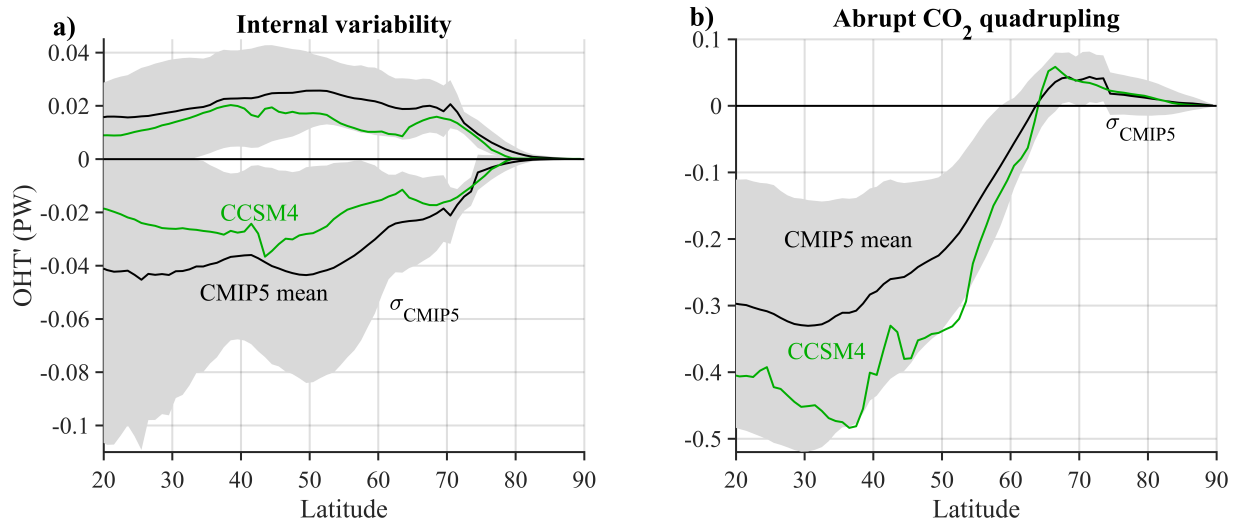 a)
Internal variability
0.04
0.02
0
-0.02
-0.04
-0.06
-0.08
-0.1
OHT' (PW)
CCSM4
CMIP5 mean
σCMIP5
20 30 40 50 60 70 80 90
Latitude
b)
Abrupt CO2 quadrupling
0.1
0
-0.1
-0.2
-0.3
-0.4
-0.5
σCMIP5
CMIP5 mean
CCSM4
20 30 40 50 60 70 80 90
Latitude